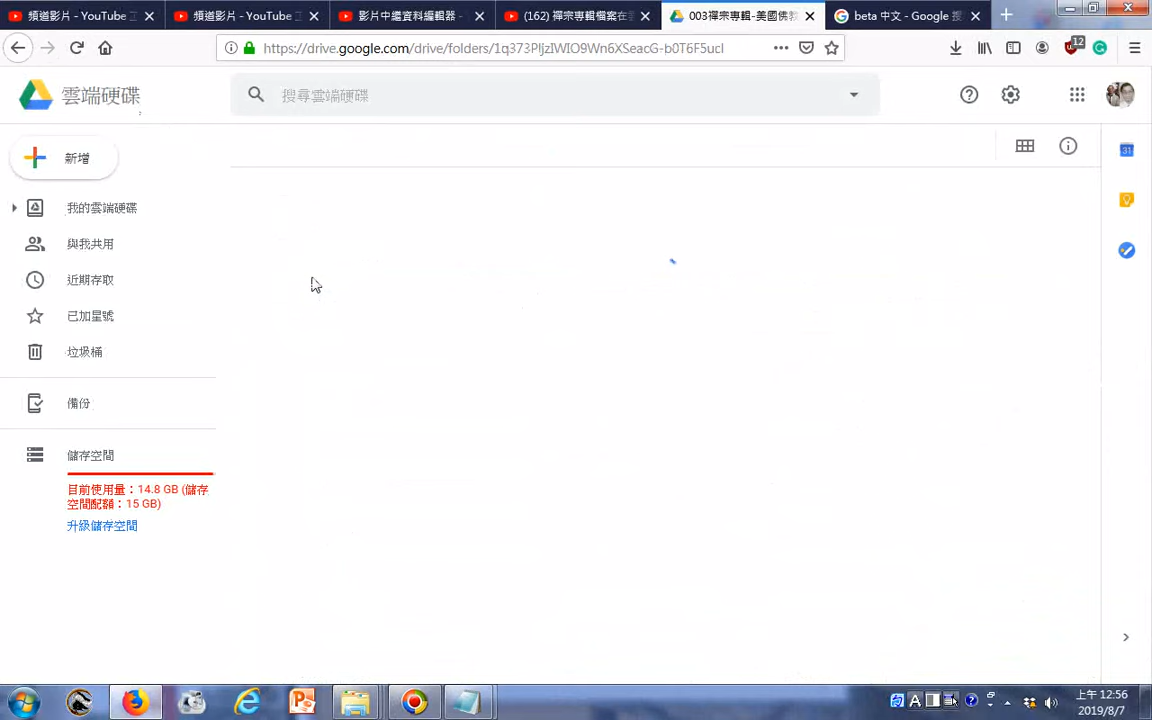 頻道影片 - YouTube 工
頻道影片 - YouTube 工
影片中繼資料編輯器 -
(162) 禪宗專輯檔案在雲
003禪宗專輯-美國佛教
beta 中文 - Google 搜
https://drive.google.com/drive/folders/1q373PljzIWIO9Wn6XSeacG-b0T6F5ucl
12
雲端硬碟
搜尋雲端硬碟
新增
31
我的雲端硬碟
與我共用
近期存取
已加星號
垃圾桶
備份
儲存空間
目前使用量：14.8 GB (儲存
空間配額：15 GB)
升級儲存空間
A
上午 12:56
2019/8/7